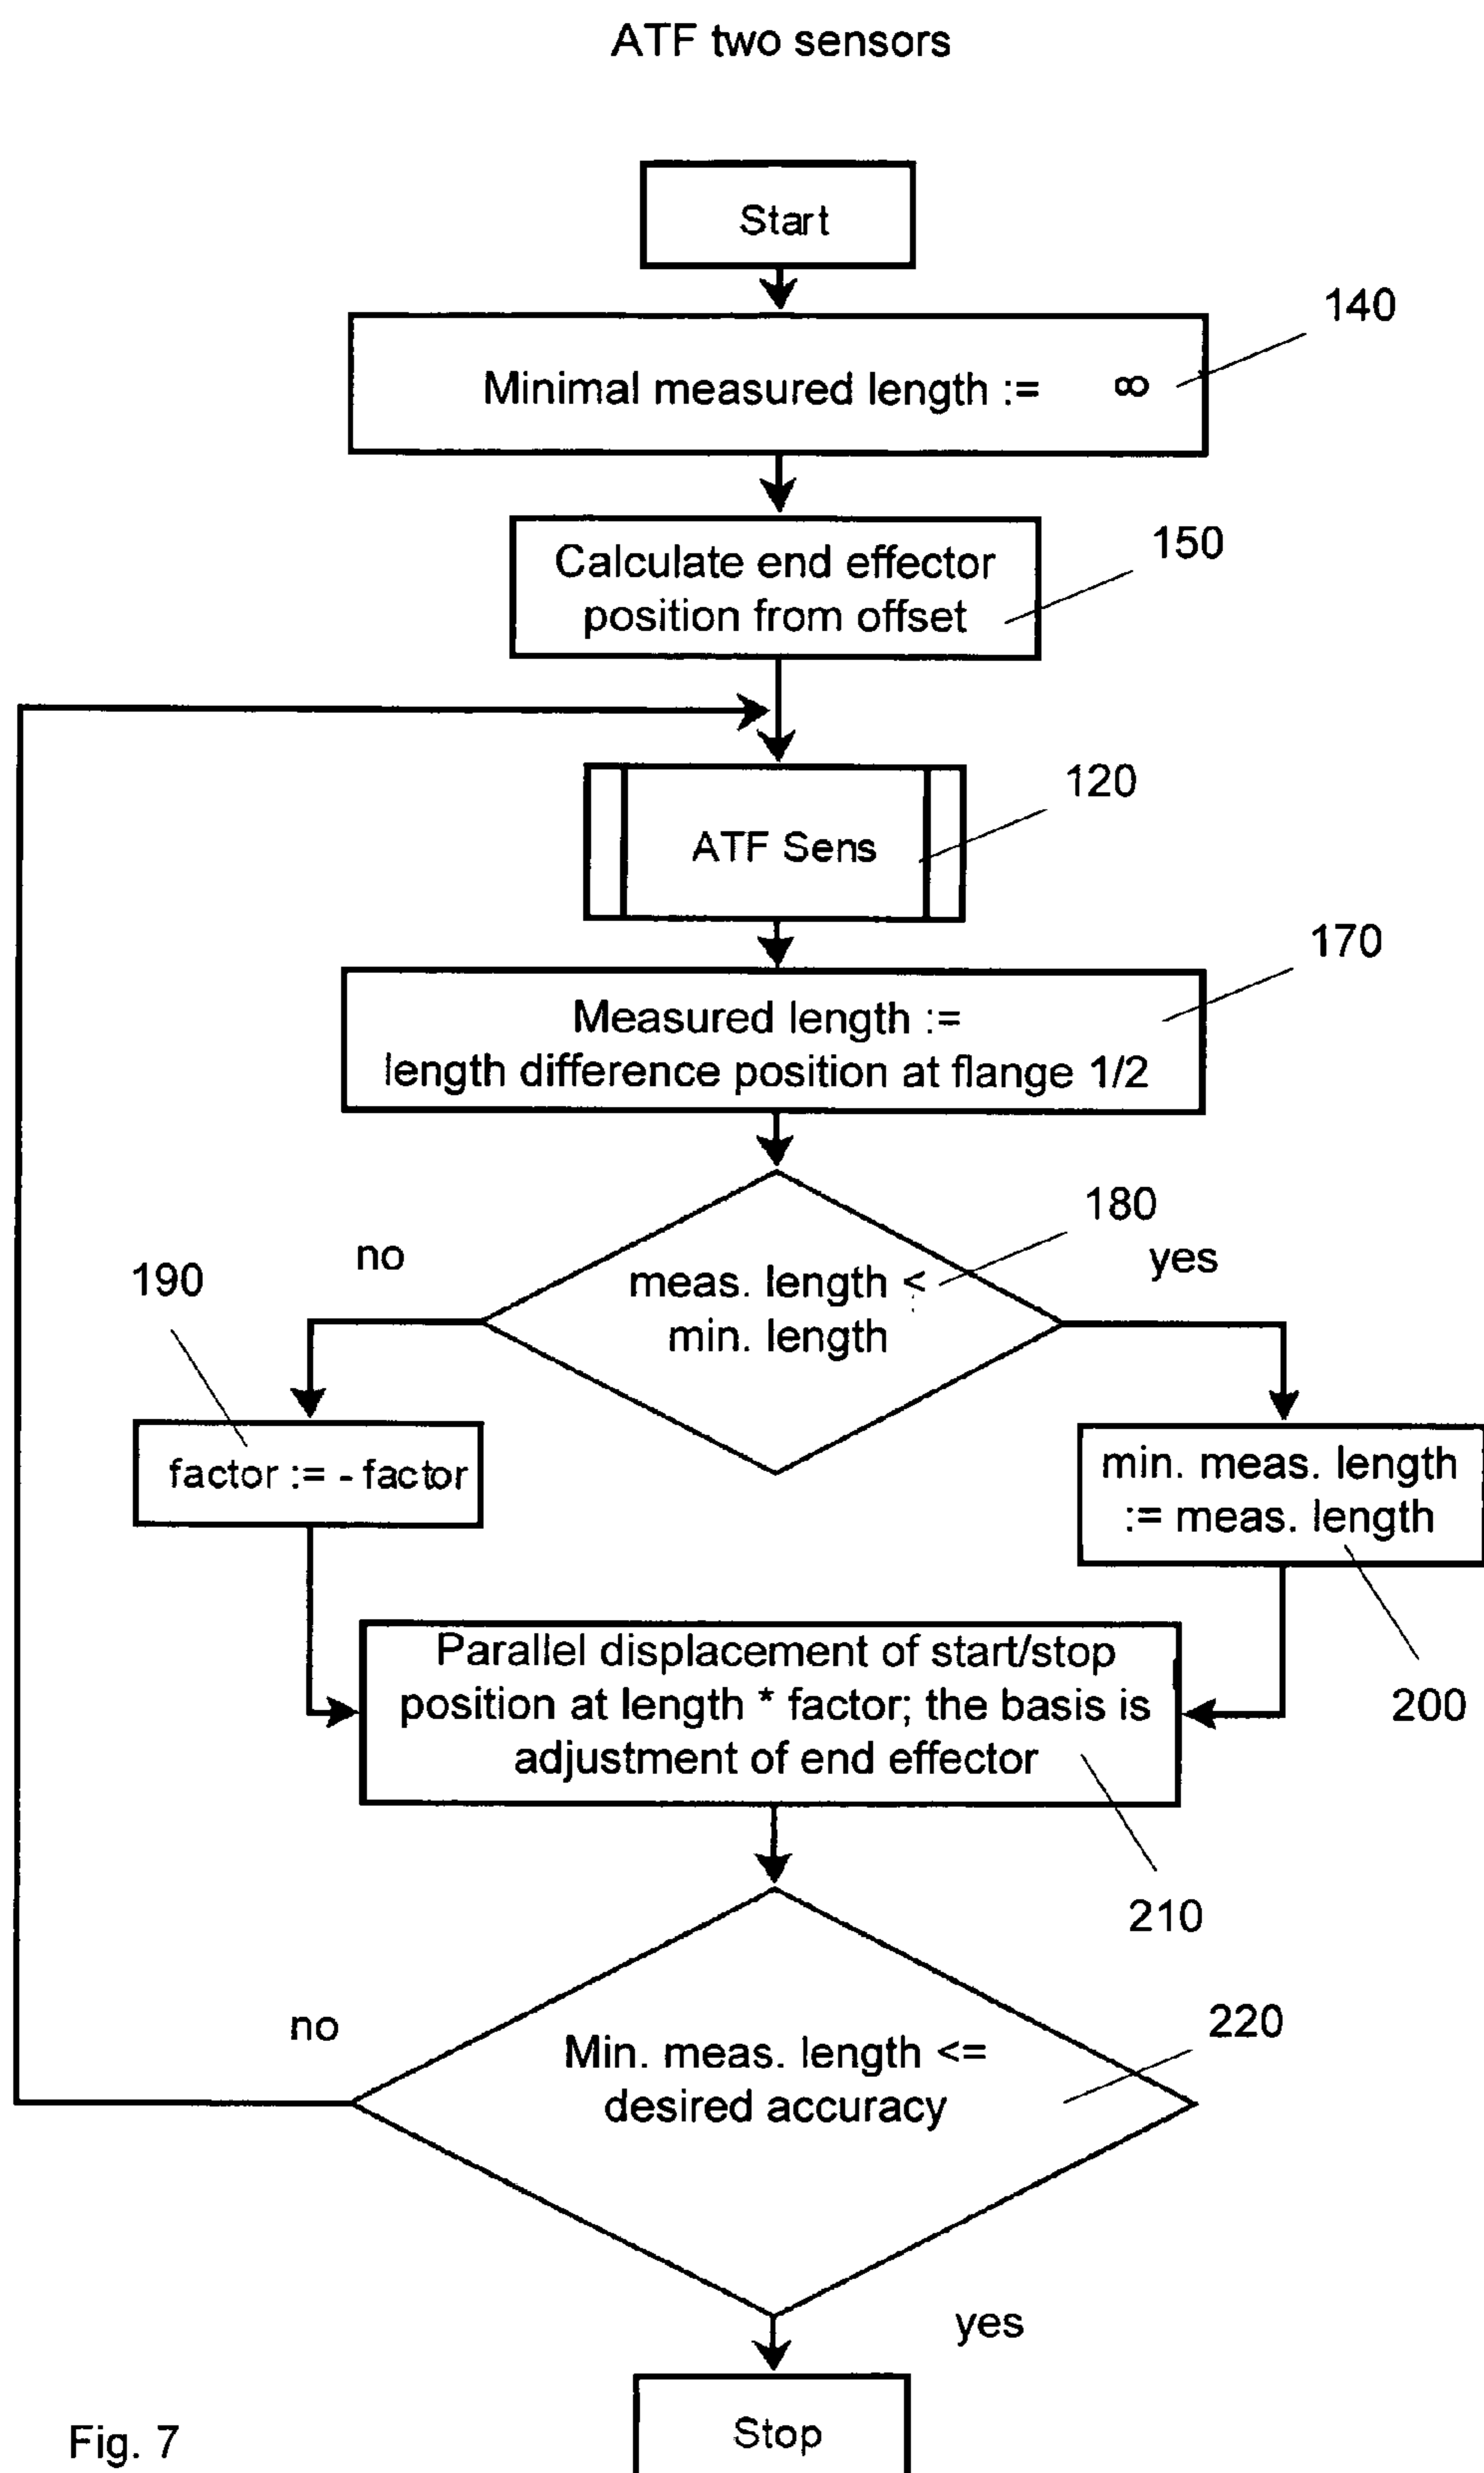 ATF two sensors
Start
140
Minimal measured length := ∞
150
Calculate end effector
position from offset
120
ATF Sens
170
Measured length :=
length difference position at flange 1/2
180
no
yes
190
meas. length <
min. length
factor := - factor
min. meas. length
:= meas. length
200
Parallel displacement of start/stop
position at length * factor; the basis is
adjustment of end effector
210
220
no
Min. meas. length <=
desired accuracy
yes
Stop
Fig. 7